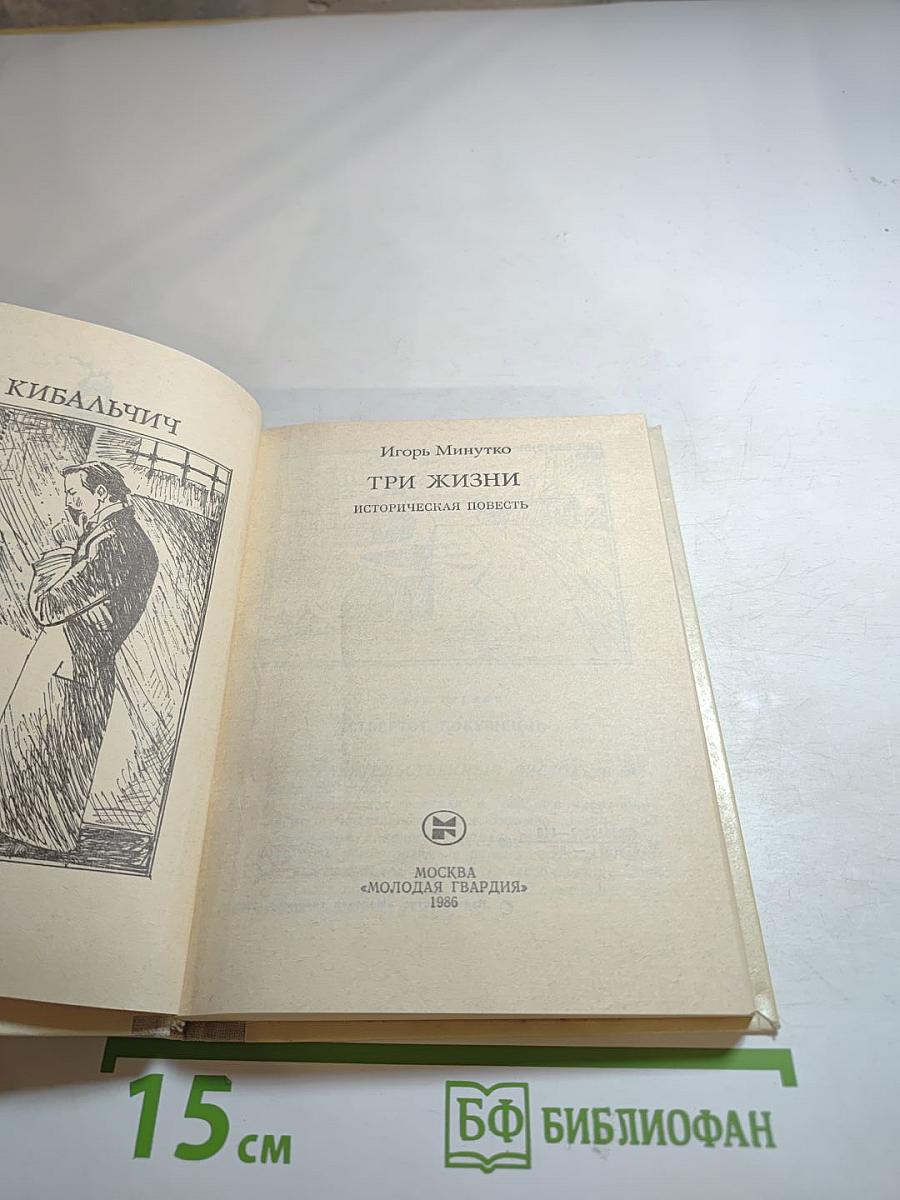 КИБАЛЬЧИЧ
Игорь Минутко
ТРИ ЖИЗНИ
ИСТОРИЧЕСКАЯ ПОВЕСТЬ
МОСКВА
«МОЛОДАЯ ГВАРДИЯ»
1986
15 см
БФ БИБЛИОФАН